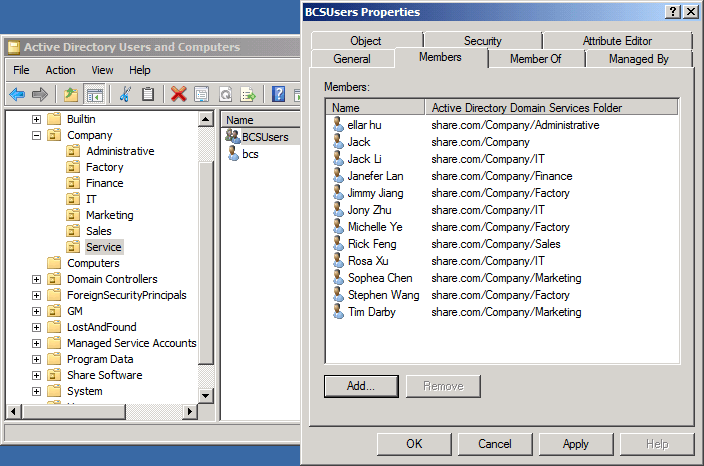 Active Directory Users and Computers
File Action View Help
Builtin
Company
Administrative
Factory
Finance
IT
Marketing
Sales
Service
Computers
Domain Controllers
ForeignSecurityPrincipals
GM
LostAndFound
Managed Service Accounts
Program Data
Share Software
System
Name
BCSUsers
bcs
BCSUsers Properties
Object Security Attribute Editor
General Members Member Of Managed By
Members:
Name Active Directory Domain Services Folder
ellar hu share.com/Company/Administrative
Jack share.com/Company
Jack Li share.com/Company/IT
Janefer Lan share.com/Company/Finance
Jimmy Jiang share.com/Company/Factory
Jony Zhu share.com/Company/IT
Michelle Ye share.com/Company/Factory
Rick Feng share.com/Company/Sales
Rosa Xu share.com/Company/IT
Sophea Chen share.com/Company/Marketing
Stephen Wang share.com/Company/Factory
Tim Darby share.com/Company/Marketing
Add... Remove
OK Cancel Apply Help